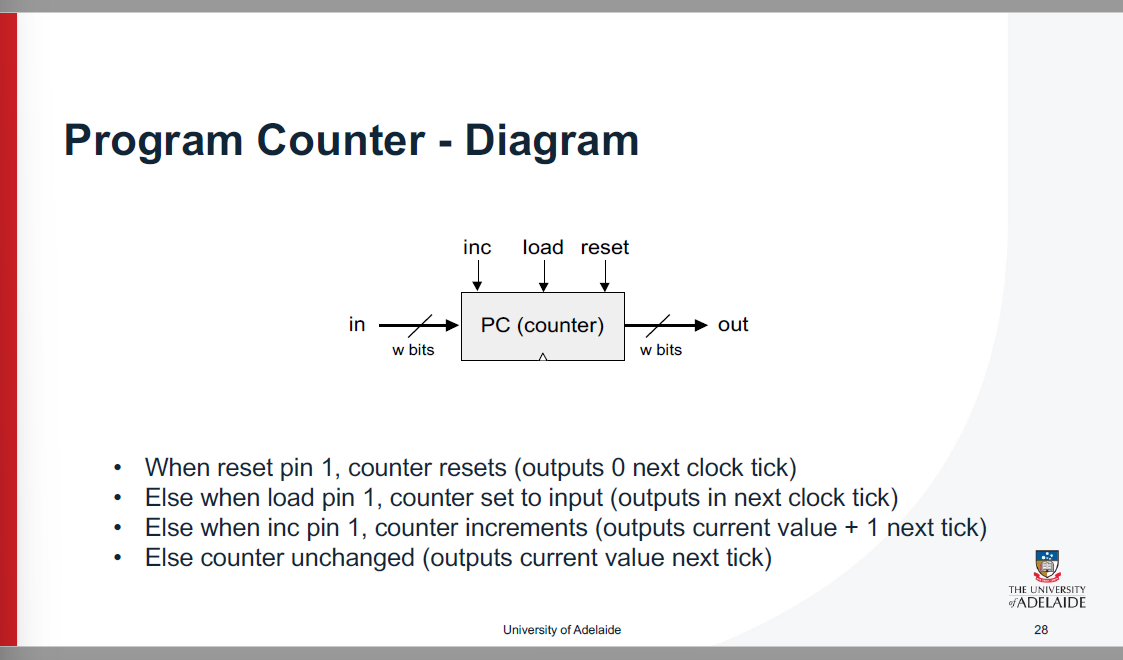 Program Counter - Diagram
inc load reset
in PC (counter) out
w bits w bits
• When reset pin 1, counter resets (outputs 0 next clock tick)
• Else when load pin 1, counter set to input (outputs in next clock tick)
• Else when inc pin 1, counter increments (outputs current value + 1 next tick)
• Else counter unchanged (outputs current value next tick)
THE UNIVERSITY
of ADELAIDE
University of Adelaide 28